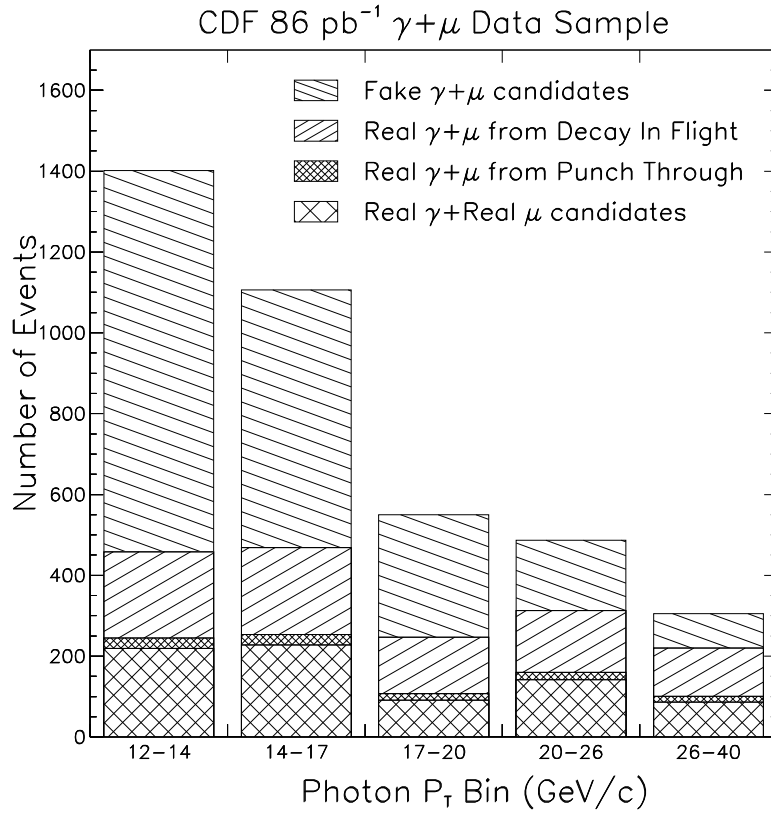 CDF 86 pb⁻¹ γ+μ Data Sample
Fake γ+μ candidates
Real γ+μ from Decay In Flight
Real γ+μ from Punch Through
Real γ+Real μ candidates
Number of Events
1600
1400
1200
1000
800
600
400
200
0
12−14 14−17 17−20 20−26 26−40
Photon P_T Bin (GeV/c)